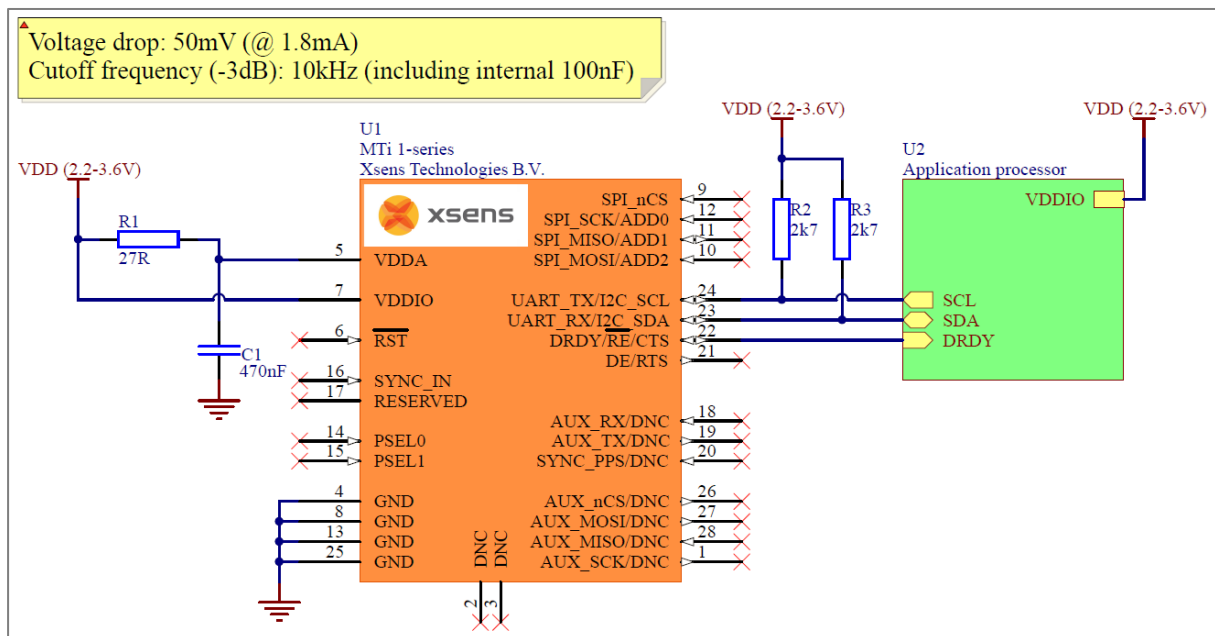 Voltage drop: 50mV (@ 1.8mA)
Cutoff frequency (-3dB): 10kHz (including internal 100nF)
VDD (2.2-3.6V)
R1
27R
C1
470nF
U1
MTi 1-series
Xsens Technologies B.V.
xsens
5 VDDA
7 VDDIO
6 RST
16 SYNC_IN
17 RESERVED
14 PSEL0
15 PSEL1
4 GND
8 GND
13 GND
25 GND
2 DNC
3 DNC
SPI_nCS 9
SPI_SCK/ADD0 12
SPI_MISO/ADD1 11
SPI_MOSI/ADD2 10
UART_TX/I2C_SCL 24
UART_RX/I2C_SDA 23
DRDY/RE/CTS 22
DE/RTS 21
AUX_RX/DNC 18
AUX_TX/DNC 19
SYNC_PPS/DNC 20
AUX_nCS/DNC 26
AUX_MOSI/DNC 27
AUX_MISO/DNC 28
AUX_SCK/DNC 1
VDD (2.2-3.6V)
R2
2k7
R3
2k7
VDD (2.2-3.6V)
U2
Application processor
VDDIO
SCL
SDA
DRDY